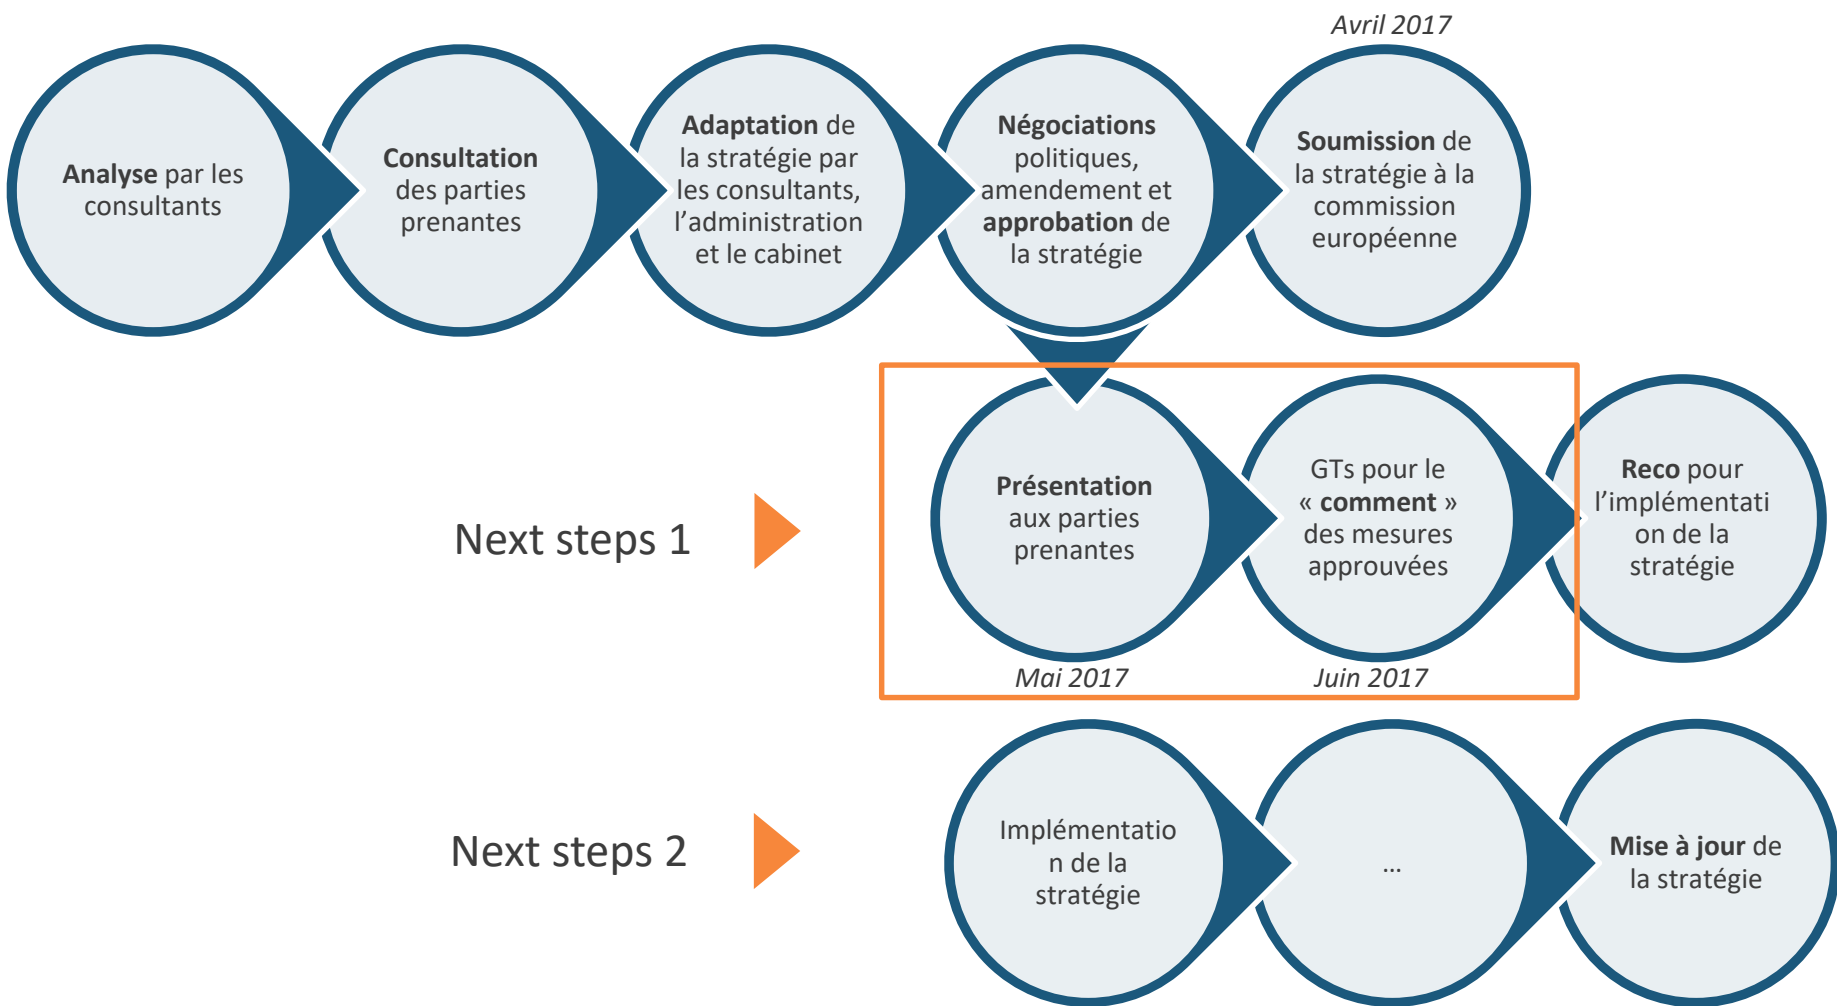 Avril 2017
Analyse par les
consultants
Consultation
des parties
prenantes
Adaptation de
la stratégie par
les consultants,
l’administration
et le cabinet
Négociations
politiques,
amendement et
approbation de
la stratégie
Soumission de
la stratégie à la
commission
européenne
Next steps 1
Présentation
aux parties
prenantes
Mai 2017
GTs pour le
« comment »
des mesures
approuvées
Juin 2017
Reco pour
l’implémentati
on de la
stratégie
Next steps 2
Implémentatio
n de la
stratégie
...
Mise à jour de
la stratégie